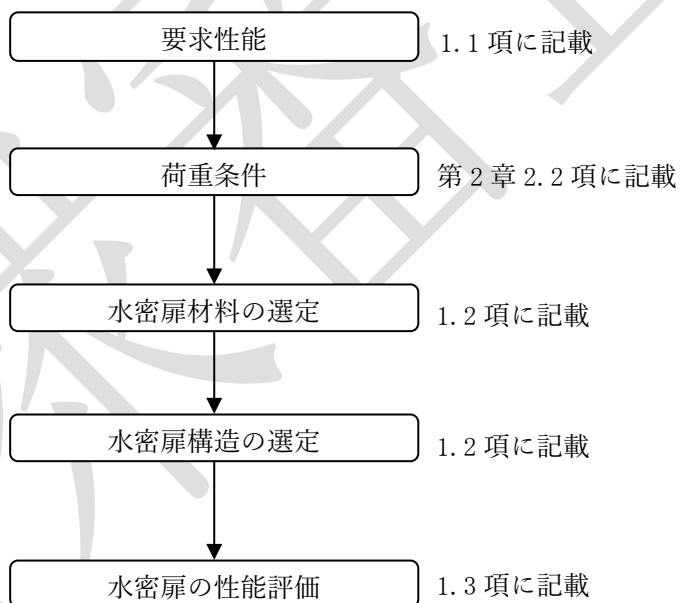 要求性能 1.1 項に記載
荷重条件 第 2 章 2.2 項に記載
水密扉材料の選定 1.2 項に記載
水密扉構造の選定 1.2 項に記載
水密扉の性能評価 1.3 項に記載